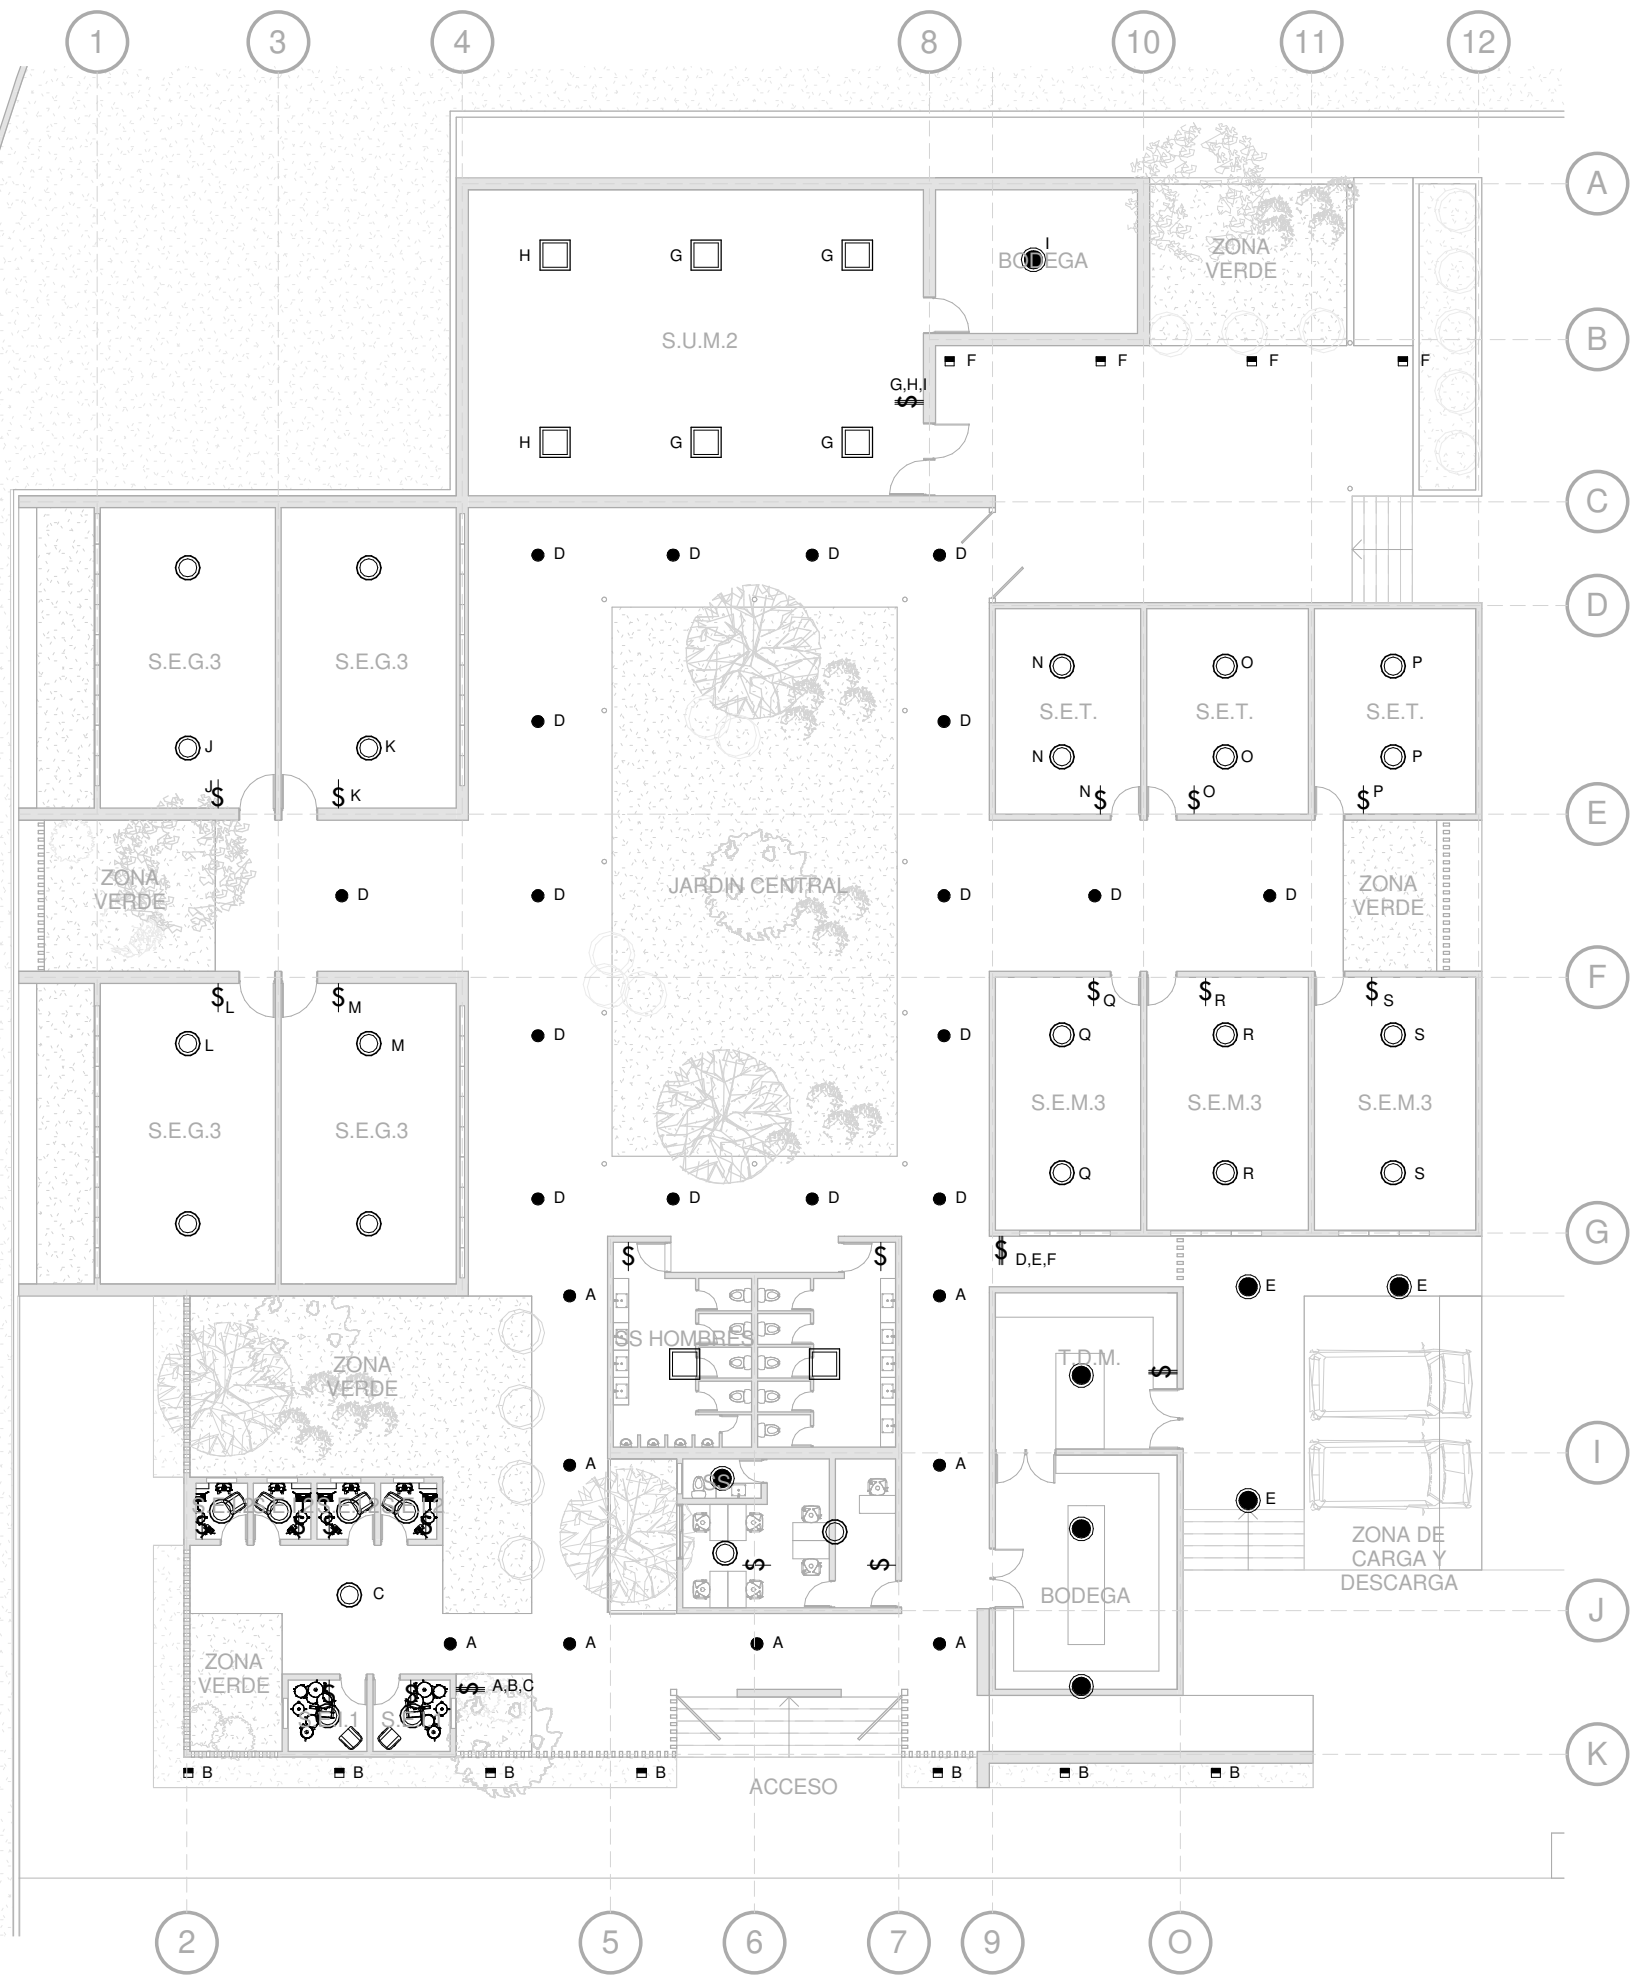 1 3 4 8 10 11 12
A
I
ZONA
VERDE
H G G
BODEGA
B
S.U.M.2
F F F F
G,H,I
$
H G G
C
D D D D
D
S.E.G.3 S.E.G.3
N O P
S.E.T. S.E.T. S.E.T.
D D
J K
N O P
J $ $ K
N $ $ O $ P
E
ZONA
VERDE
JARDIN CENTRAL
ZONA
VERDE
D D D D D
F
$ L $ M
$ Q $ R $ S
L M
D D
Q R S
S.E.G.3 S.E.G.3
S.E.M.3 S.E.M.3 S.E.M.3
Q R S
D D D D
G
$ $
$ D,E,F
A A
E E
SS HOMBRES
ZONA
VERDE
T.D.M.
$
A A
I
E
$ $
ZONA DE
CARGA Y
DESCARGA
C
BODEGA
J
A A A A
ZONA
VERDE
$ A,B,C
K
B B B B B B B
ACCESO
2 5 6 7 9 O